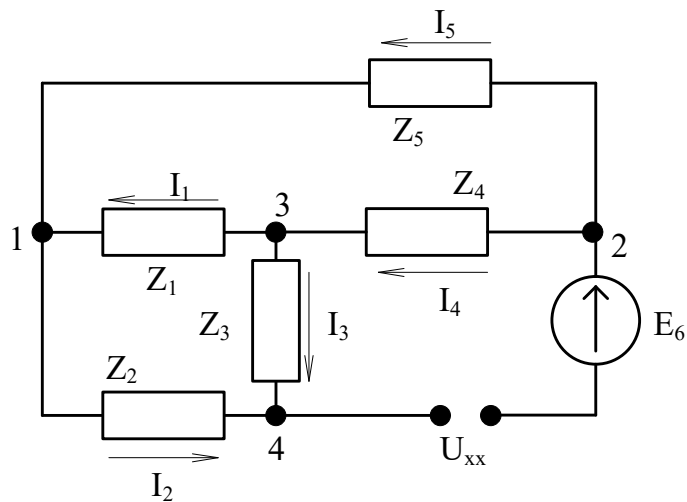 I₅
Z₅
I₁
3
Z₄
1
2
Z₁
I₄
Z₃
I₃
E₆
Z₂
4
Uₓₓ
I₂